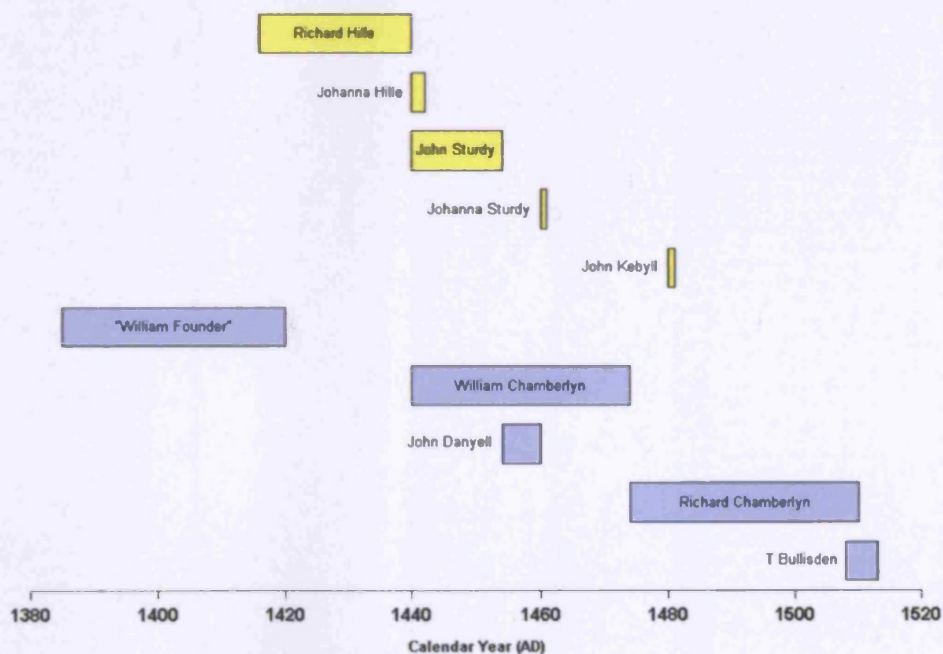 Richard Hille
Johanna Hille
John Sturdy
Johanna Sturdy
John Kebyll
"William Founder"
William Chamberlyn
John Danyell
Richard Chamberlyn
T Bullisden
1380 1400 1420 1440 1460 1480 1500 1520
Calendar Year (AD)